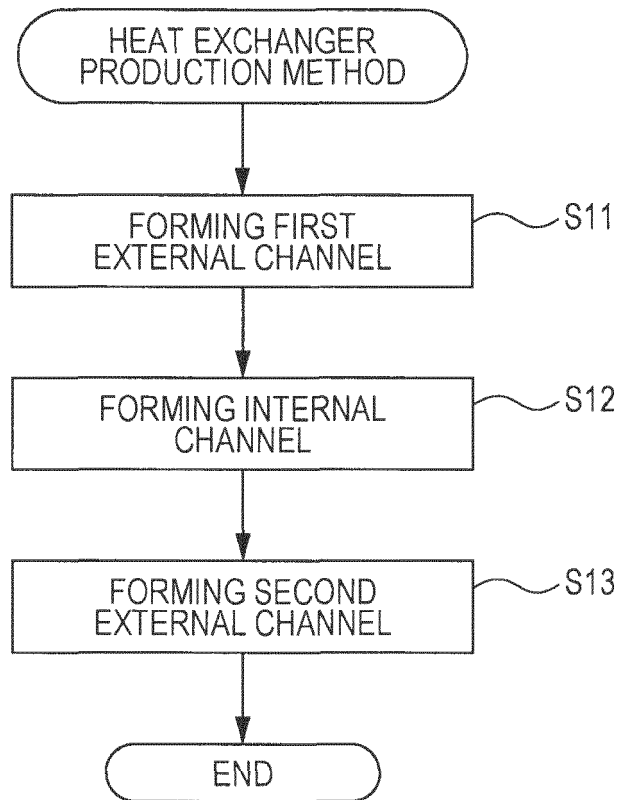 HEAT EXCHANGER
PRODUCTION METHOD
FORMING FIRST
EXTERNAL CHANNEL
S11
FORMING INTERNAL
CHANNEL
S12
FORMING SECOND
EXTERNAL CHANNEL
S13
END